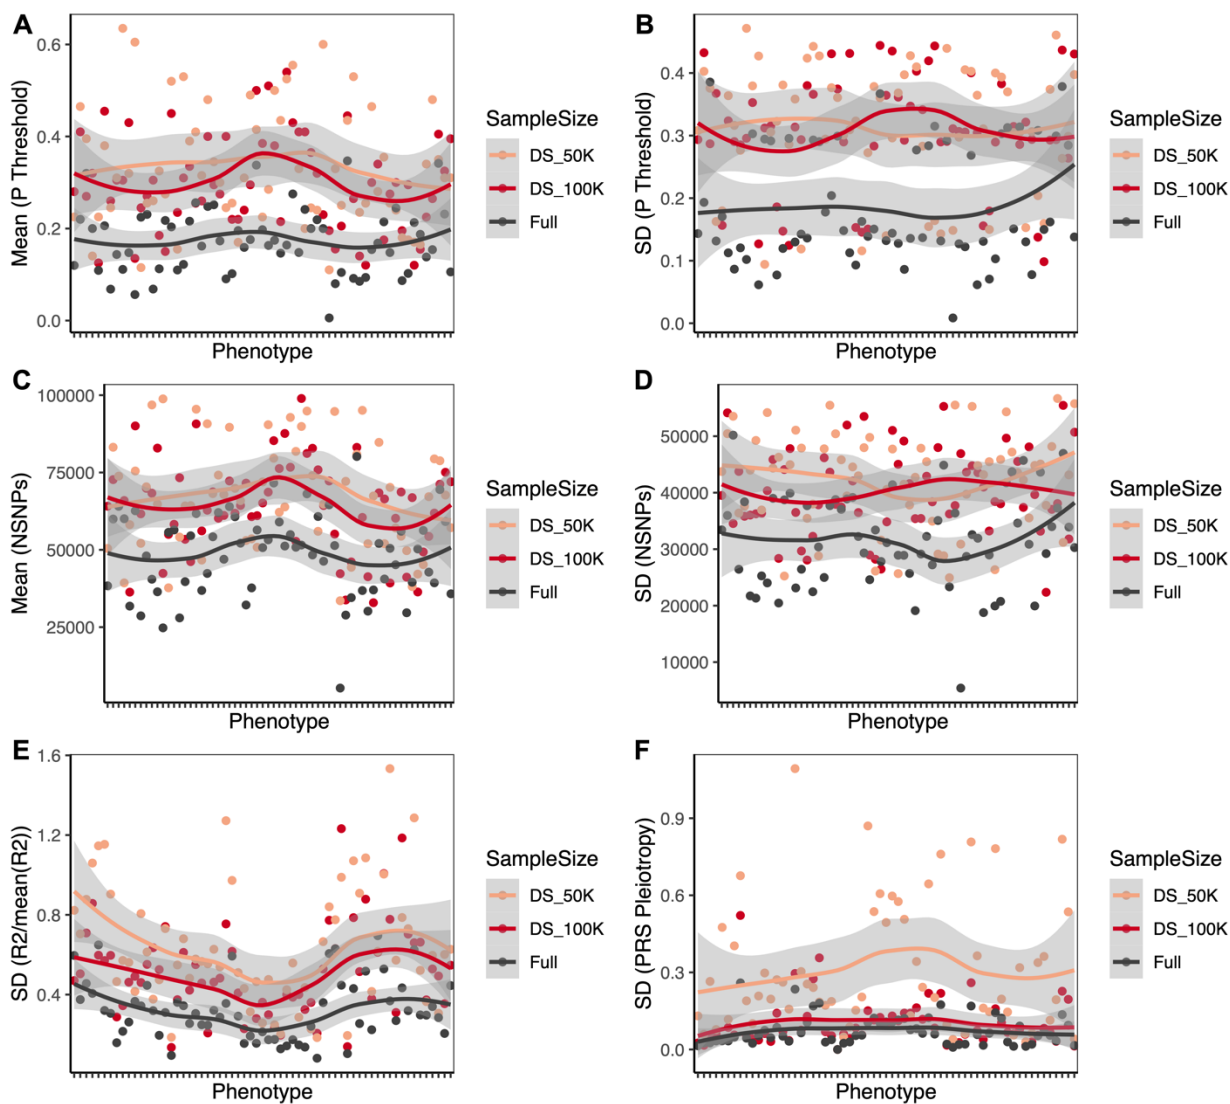 A
Mean (P Threshold)
0.6
0.4
0.2
0.0
Phenotype
SampleSize
DS_50K
DS_100K
Full
B
SD (P Threshold)
0.4
0.3
0.2
0.1
0.0
Phenotype
SampleSize
DS_50K
DS_100K
Full
C
Mean (NSNPs)
100000
75000
50000
25000
Phenotype
SampleSize
DS_50K
DS_100K
Full
D
SD (NSNPs)
50000
40000
30000
20000
10000
Phenotype
SampleSize
DS_50K
DS_100K
Full
E
SD (R2/mean(R2))
1.6
1.2
0.8
0.4
Phenotype
SampleSize
DS_50K
DS_100K
Full
F
SD (PRS Pleiotropy)
0.9
0.6
0.3
0.0
Phenotype
SampleSize
DS_50K
DS_100K
Full